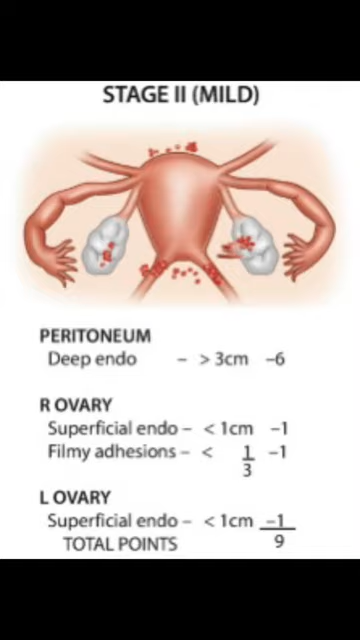 STAGE II (MILD)
PERITONEUM
Deep endo – > 3cm –6
R OVARY
Superficial endo – < 1cm –1
Filmy adhesions – < 1/3 –1
L OVARY
Superficial endo – < 1cm –1
TOTAL POINTS 9